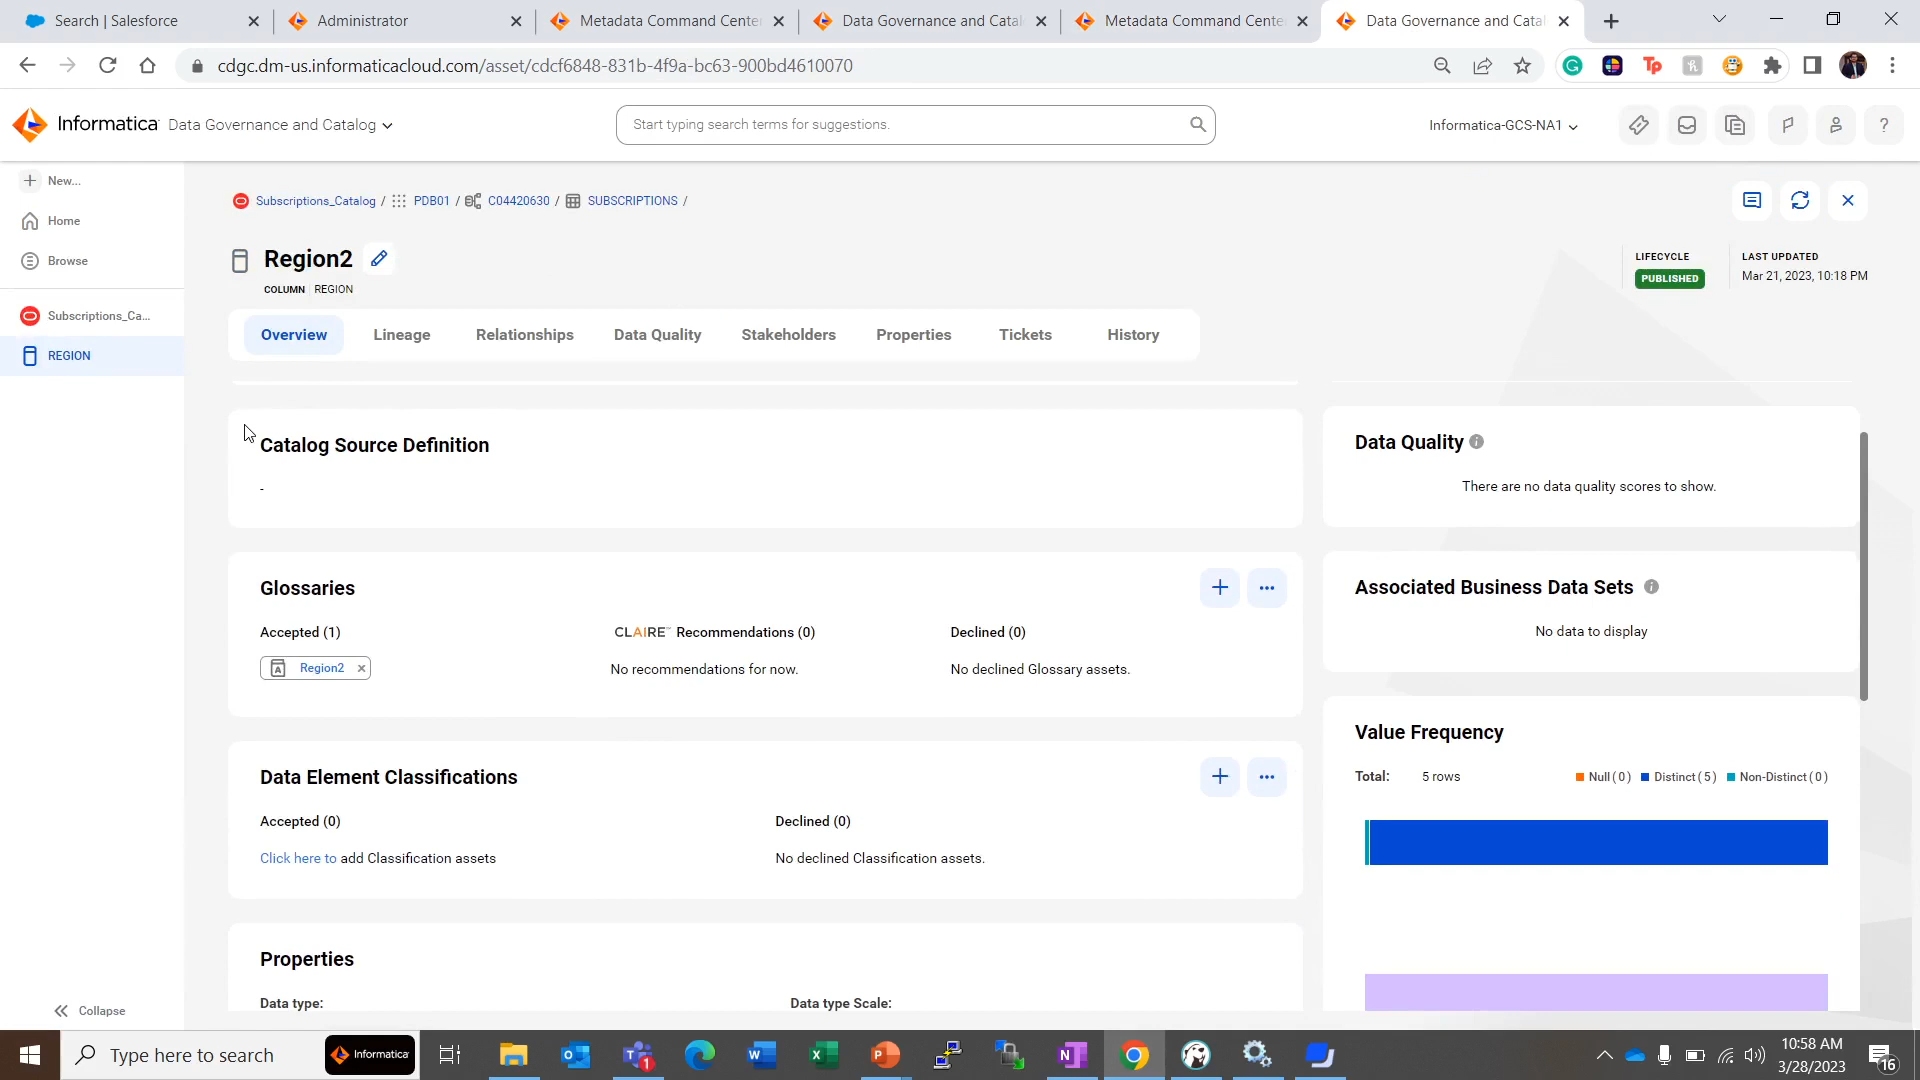 Search | Salesforce
Administrator
Metadata Command Center
Data Governance and Catal
Metadata Command Cente
Data Governance and Catal
cdgc.dm-us.informaticacloud.com/asset/cdcf6848-831b-4f9a-bc63-900bd4610070
Informatica Data Governance and Catalog
Start typing search terms for suggestions.
Informatica-GCS-NA1
New...
Home
Browse
Subscriptions_Ca...
REGION
Collapse
Subscriptions_Catalog / PDB01 / C04420630 / SUBSCRIPTIONS /
Region2
COLUMN REGION
LIFECYCLE
PUBLISHED
LAST UPDATED
Mar 21, 2023, 10:18 PM
Overview Lineage Relationships Data Quality Stakeholders Properties Tickets History
Catalog Source Definition
-
Glossaries
Accepted (1)
Region2
CLAIRE™ Recommendations (0)
No recommendations for now.
Declined (0)
No declined Glossary assets.
Data Element Classifications
Accepted (0)
Click here to add Classification assets
Declined (0)
No declined Classification assets.
Properties
Data type:
Data type Scale:
Data Quality
There are no data quality scores to show.
Associated Business Data Sets
No data to display
Value Frequency
Total: 5 rows
Null ( 0 ) Distinct ( 5 ) Non-Distinct ( 0 )
Type here to search
Informatica
10:58 AM
3/28/2023
16